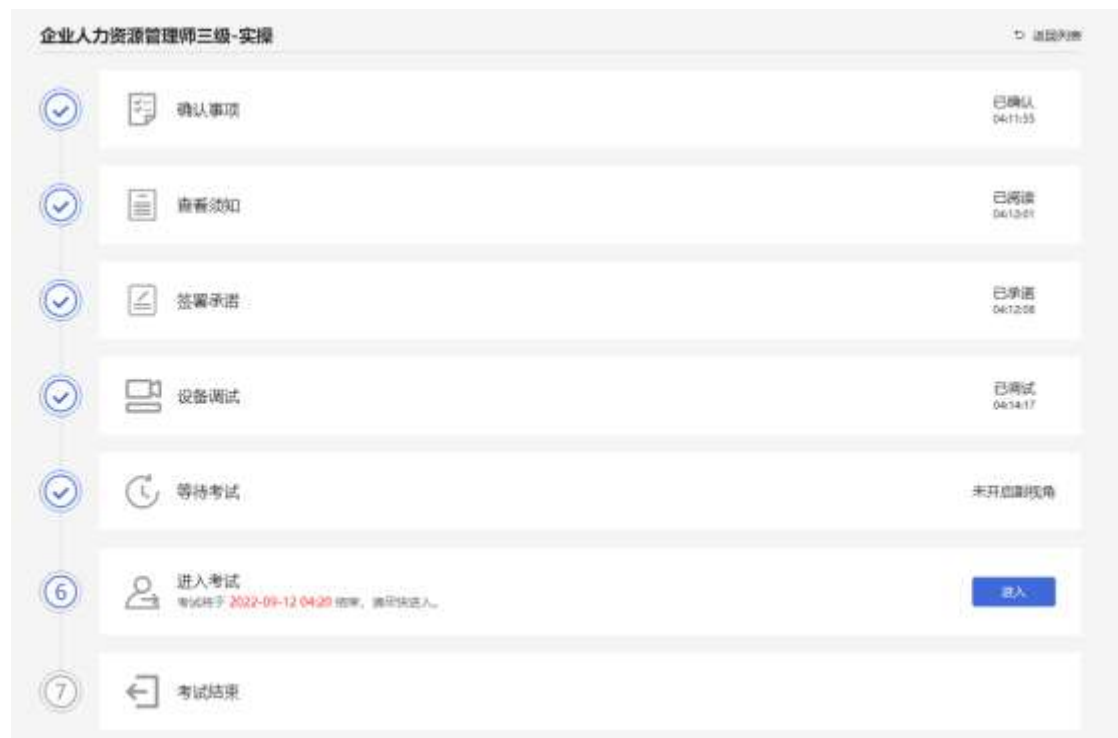 企业人力资源管理师三级-实操
返回列表
确认事项
已确认
04:11:55
查看须知
已阅读
04:12:01
签署承诺
已承诺
04:12:08
设备调试
已调试
04:14:17
等待考试
未开启副视角
6
进入考试
考试将于 2022-09-12 04:20 结束，请尽快进入。
进入
7
考试结束